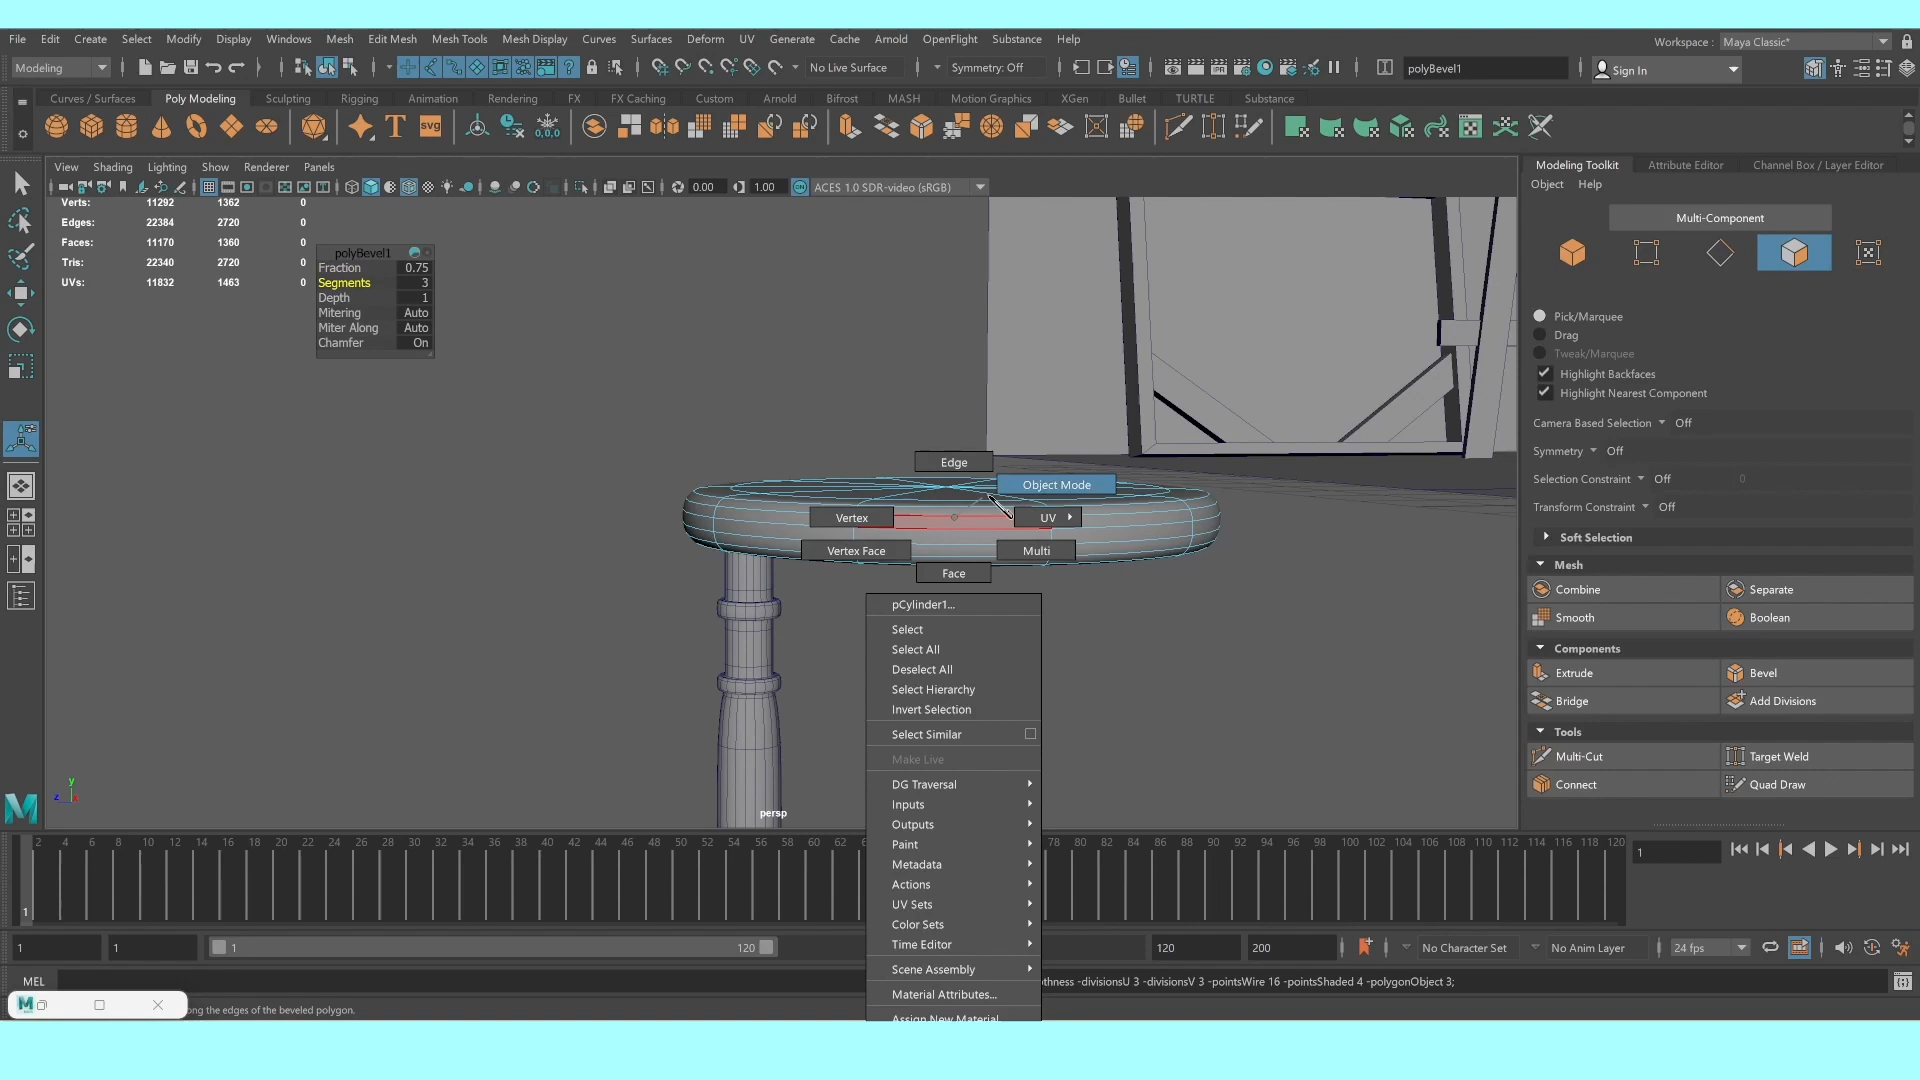 File Edit Create Select Modify Display Windows Mesh Edit Mesh Mesh Tools Mesh Display Curves Surfaces Deform UV Generate Cache Arnold OpenFlight Substance Help
Workspace : Maya Classic*
Modeling
No Live Surface
Symmetry: Off
polyBevel1
Sign In
Curves / Surfaces Poly Modeling Sculpting Rigging Animation Rendering FX FX Caching Custom Arnold Bifrost MASH Motion Graphics XGen Bullet TURTLE Substance
T svg 0,0,0
View Shading Lighting Show Renderer Panels
0.00 1.00 ON ACES 1.0 SDR-video (sRGB)
Verts: 11292 1362 0
Edges: 22384 2720 0
Faces: 11170 1360 0
Tris: 22340 2720 0
UVs: 11832 1463 0
polyBevel1
Fraction 0.75
Segments 3
Depth 1
Mitering Auto
Miter Along Auto
Chamfer On
Edge
Object Mode
Vertex
UV
Vertex Face
Multi
Face
pCylinder1...
Select
Select All
Deselect All
Select Hierarchy
Invert Selection
Select Similar
Make Live
DG Traversal
Inputs
Outputs
Paint
Metadata
Actions
UV Sets
Color Sets
Time Editor
Scene Assembly
Material Attributes...
Assign New Material
y
z
persp
Modeling Toolkit Attribute Editor Channel Box / Layer Editor
Object Help
Multi-Component
Pick/Marquee
Drag
Tweak/Marquee
Highlight Backfaces
Highlight Nearest Component
Camera Based Selection Off
Symmetry Off
Selection Constraint Off 0
Transform Constraint Off
Soft Selection
Mesh
Combine Separate
Smooth Boolean
Components
Extrude Bevel
Bridge Add Divisions
Tools
Multi-Cut Target Weld
Connect Quad Draw
2 4 6 8 10 12 14 16 18 20 22 24 26 28 30 32 34 36 38 40 42 44 46 48 50 52 54 56 58 60 62 6 78 80 82 84 86 88 90 92 94 96 98 100 102 104 106 108 110 112 114 116 120
1
1
1 1 1 120 120 200
No Character Set
No Anim Layer
24 fps
MEL
othness -divisionsU 3 -divisionsV 3 -pointsWire 16 -pointsShaded 4 -polygonObject 3;
ong the edges of the beveled polygon.